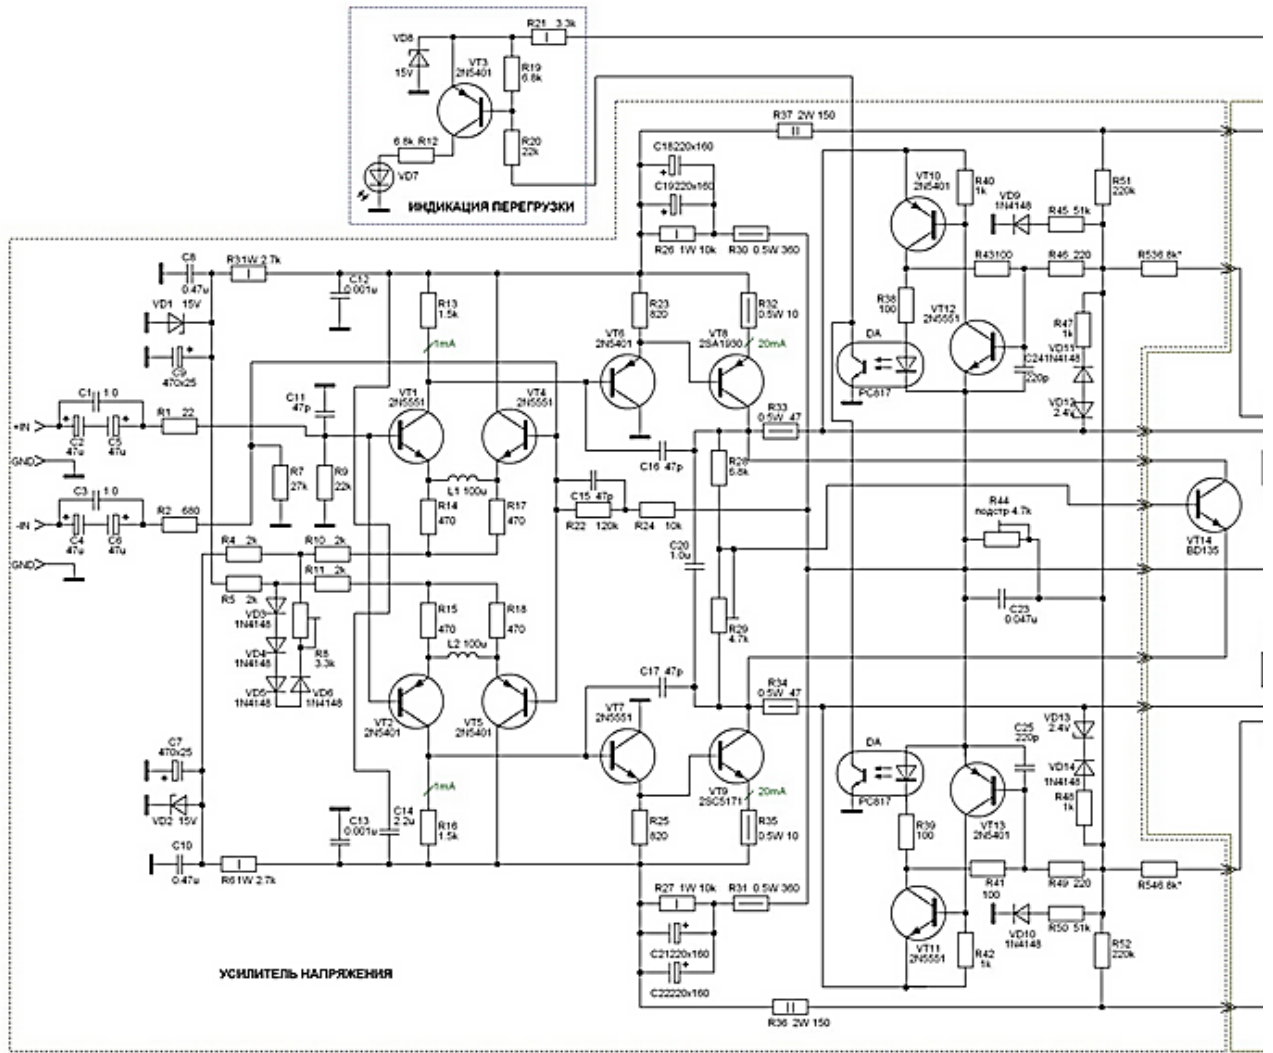 R21 3.3k
VD8
15V
VT3
2N5401
R19
6.8k
6.8k R12
R20
22k
VD7
ИНДИКАЦИЯ ПЕРЕГРУЗКИ
R37 2W 150
C18220x160
C19220x160
R26 1W 10k
R30 0.5W 360
VT10
2N5401
R40
1k
VD9
1N4148
R45 51k
R51
220k
R43100
R46 220
R536.8k*
C8
0.47u
R31W 2.7k
VD1 15V
C9
470x25
C12
0.001u
R13
1.5k
1mA
R23
820
R32
0.5W 10
VT6
2N5401
VT8
2SA1930
20mA
R38
100
VT12
2N5551
DA
PC817
R47
1k
VD11
C241N4148
220p
VD12
2.4V
C1 1.0
+IN
C2
47u
C5
47u
R1 22
GND
C11
47p
VT1
2N5551
VT4
2N5551
R33
0.5W 47
C16 47p
R28
6.8k
C3 1.0
-IN
C4
47u
C6
47u
R2 680
GND
R7
27k
R9
22k
L1 100u
R14
470
R17
470
C15 47p
R22 120k
R24 10k
R44
подстр 4.7k
VT14
BD135
R4 2k
R10 2k
R11 2k
R5 2k
C20
1.0u
C23
0.047u
VD3
1N4148
VD4
1N4148
VD5
1N4148
R8
3.3k
VD6
1N4148
R15
470
R18
470
L2 100u
R29
4.7k
C17 47p
R34
0.5W 47
VT2
2N5401
VT5
2N5401
VT7
2N5551
VT9
2SC5171
20mA
DA
PC817
C25
220p
VD13
2.4V
VD14
1N4148
R48
1k
C7
470x25
VD2 15V
C10
0.47u
R61W 2.7k
C13
0.001u
C14
2.2u
1mA
R16
1.5k
R25
820
R35
0.5W 10
R39
100
VT13
2N5401
R41
100
R49 220
R546.8k*
R27 1W 10k
R31 0.5W 360
C21220x160
C22220x160
VT11
2N5551
R42
1k
VD10
1N4148
R50 51k
R52
220k
R36 2W 150
УСИЛИТЕЛЬ НАПРЯЖЕНИЯ